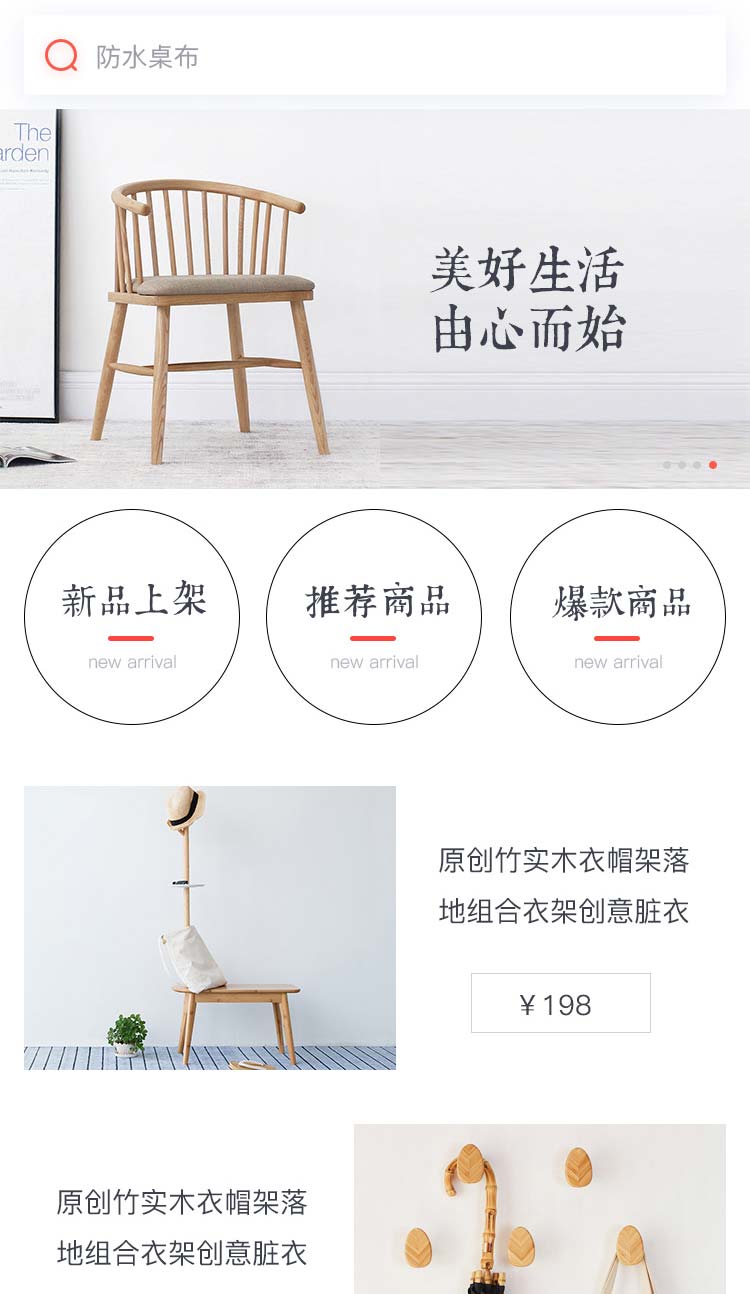 防水桌布
The
arden
美好生活
由心而始
新品上架
new arrival
推荐商品
new arrival
爆款商品
new arrival
原创竹实木衣帽架落
地组合衣架创意脏衣
¥198
原创竹实木衣帽架落
地组合衣架创意脏衣